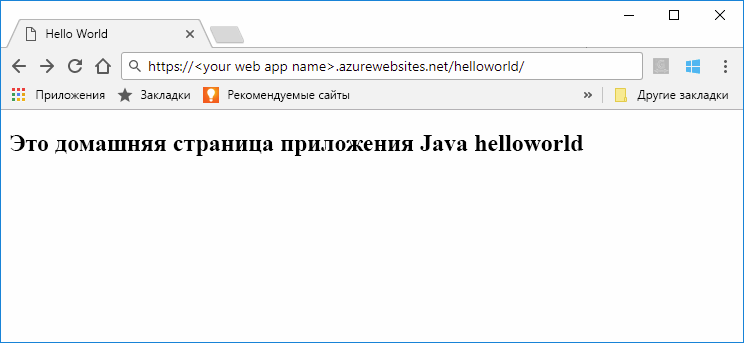 Hello World
https://<your web app name>.azurewebsites.net/helloworld/
Приложения Закладки Рекомендуемые сайты » Другие закладки
Это домашняя страница приложения Java helloworld